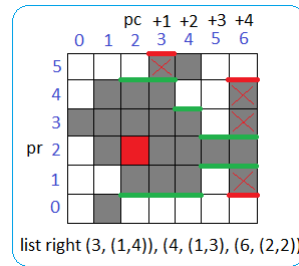 pc +1 +2 +3 +4
0 1 2 3 4 5 6
5
4
3
pr 2
1
0
list right (3, (1,4)), (4, (1,3), (6, (2,2))